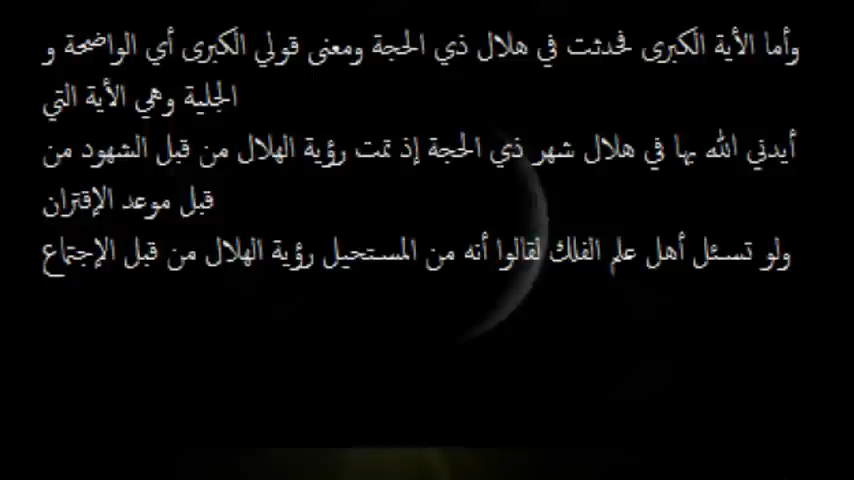 وأما الأية الكبرى فحدثت في هلال ذي الحجة ومعنى قولي الكبرى أي الواضحة و
الجلية وهي الأية التي
أيدني الله بها في هلال شهر ذي الحجة إذ تمت رؤية الهلال من قبل الشهود من
قبل موعد الإقتران
ولو تسئل أهل علم الفلك لقالوا أنه من المستحيل رؤية الهلال من قبل الإجتماع